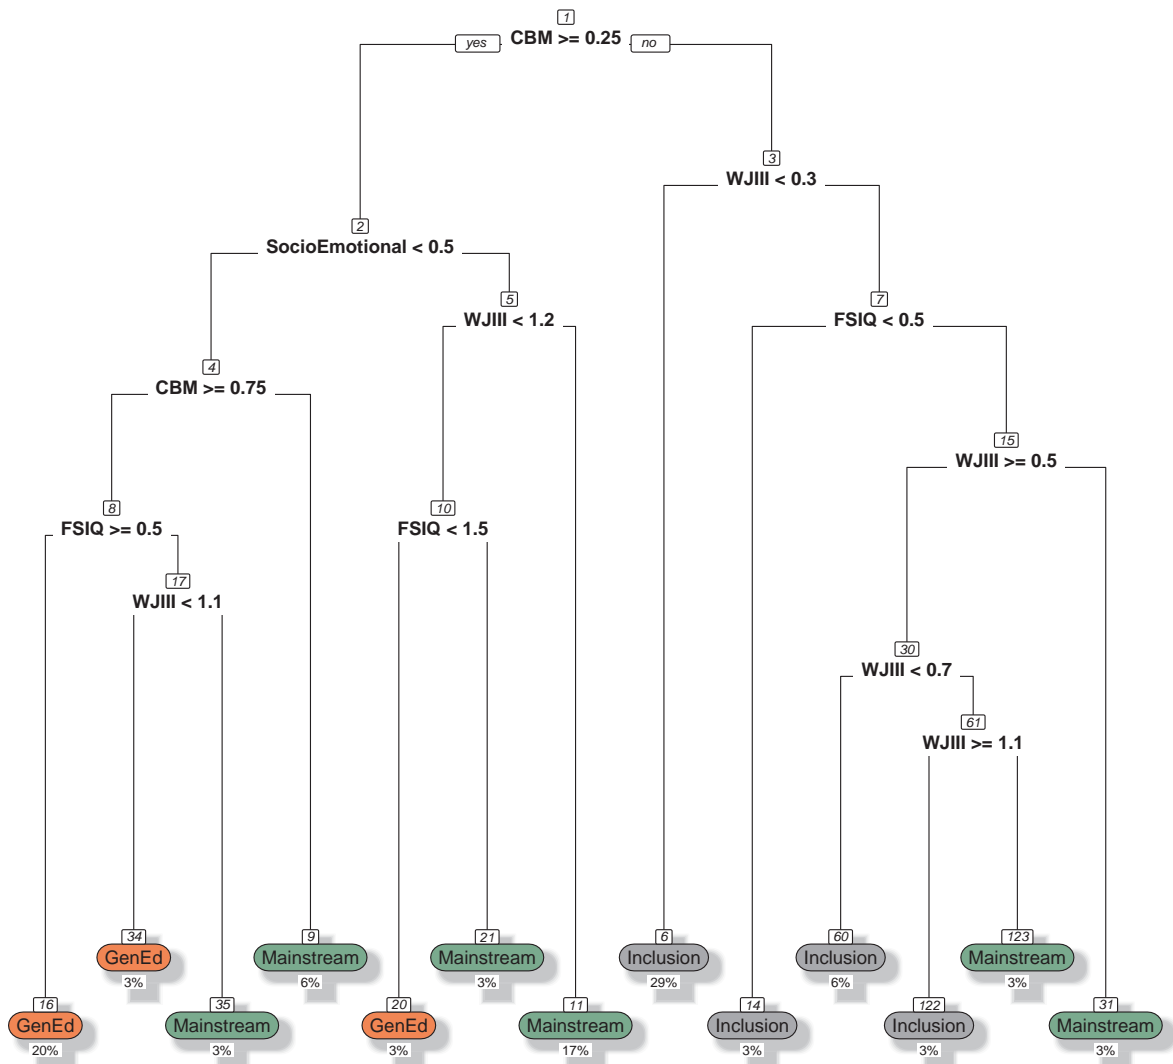 1
CBM >= 0.25
yes
no
3
WJIII < 0.3
2
SocioEmotional < 0.5
5
WJIII < 1.2
7
FSIQ < 0.5
4
CBM >= 0.75
15
WJIII >= 0.5
8
FSIQ >= 0.5
10
FSIQ < 1.5
17
WJIII < 1.1
30
WJIII < 0.7
61
WJIII >= 1.1
34
GenEd
3%
9
Mainstream
6%
21
Mainstream
3%
6
Inclusion
29%
60
Inclusion
6%
123
Mainstream
3%
16
GenEd
20%
35
Mainstream
3%
20
GenEd
3%
11
Mainstream
17%
14
Inclusion
3%
122
Inclusion
3%
31
Mainstream
3%